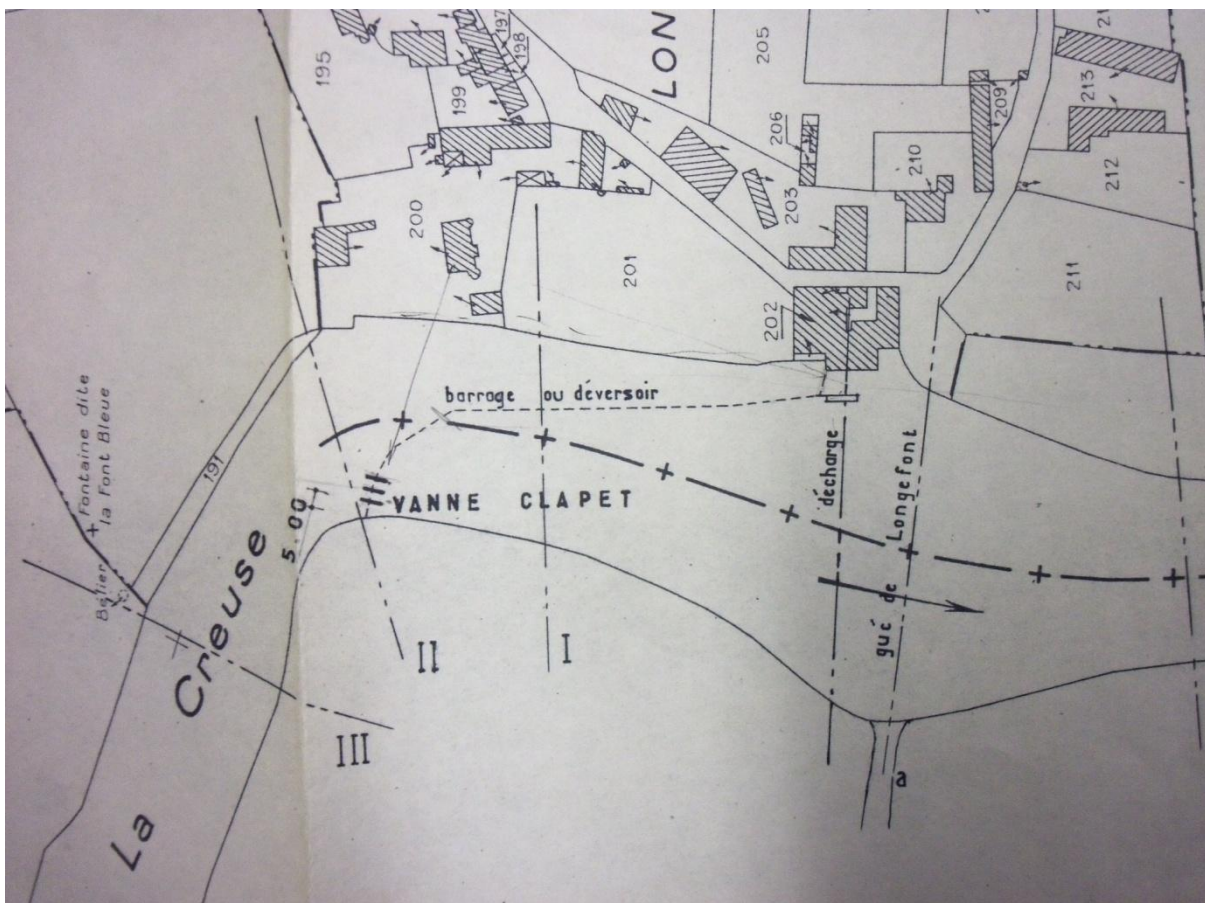 197
198
195
199
LON
205
206
209
213
210
212
200
201
203
202
211
191
+ Fontaine dite
la Font Bleue
Bélier
La Creuse
5.00
barrage ou déversoir
VANNE CLAPET
décharge
gué de Longefont
I
II
III
a